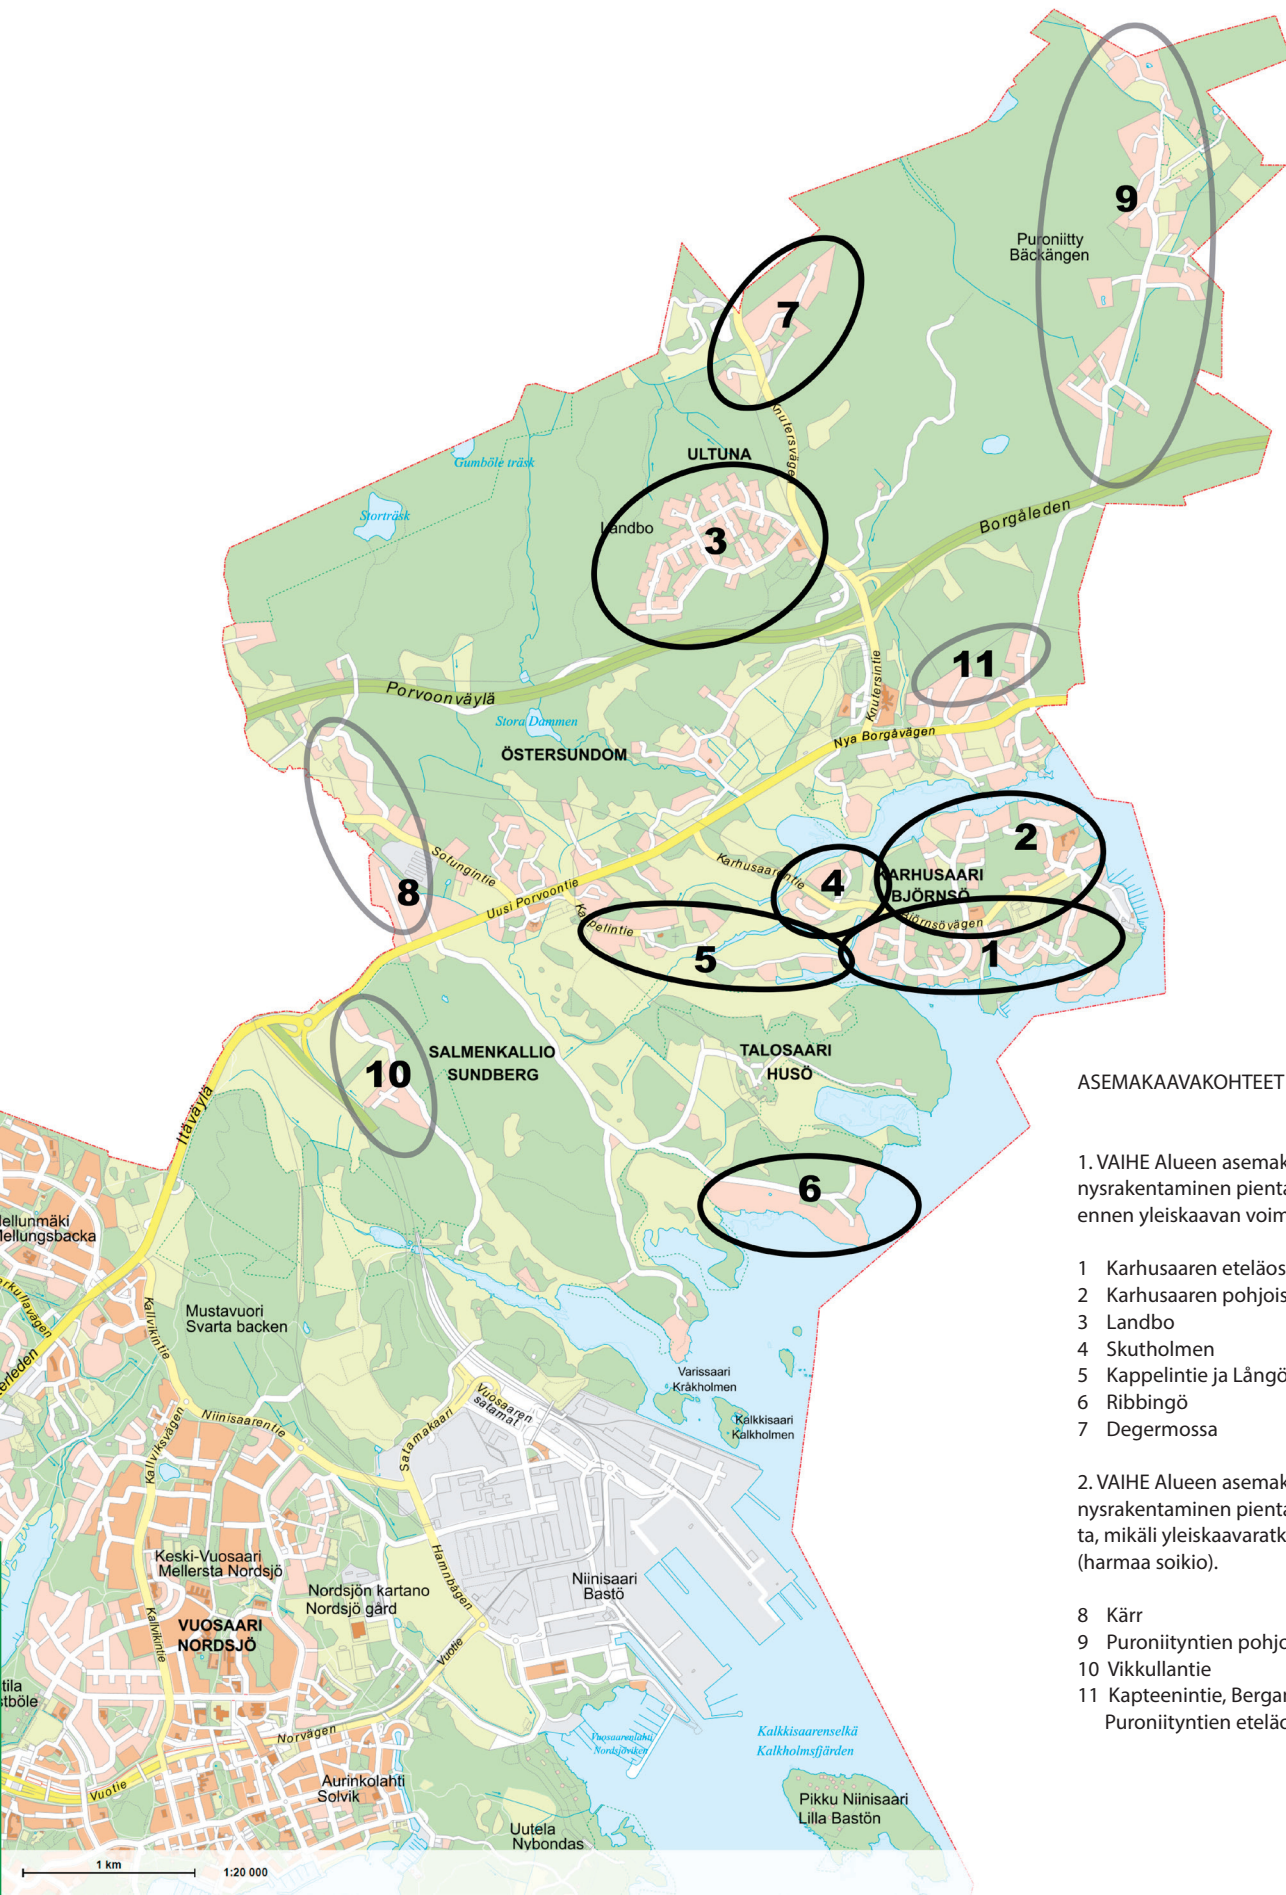 9
Puroniitty
Bäckängen
7
Knutersvägen
ULTUNA
Gumböle träsk
Storträsk
Landbo
3
Borgåleden
11
Knutersintie
Porvoonväylä
Stora Dammen
Nya Borgåvägen
ÖSTERSUNDOM
2
Sotungintie
Karhusaarentie
4
KARHUSAARI
BJÖRNSÖ
8
Uusi Porvoontie
Kappelintie
Björnsövägen
5
1
SALMENKALLIO
SUNDBERG
TALOSAARI
HUSÖ
10
Itäväylä
6
Mustavuori
Svarta backen
Kallvikintie
Varissaari
Kråkholmen
Vuosaaren
satamat
Niinisaarentie
Satamakaari
Kalkkisaari
Kalkholmen
Kallviksvägen
Hamnbågen
Keski-Vuosaari
Mellersta Nordsjö
Nordsjön kartano
Nordsjö gård
Niinisaari
Bastö
Kallvikintie
VUOSAARI
NORDSJÖ
Vuotie
Norvägen
Vuosaarenlahti
Nordsjöviken
Kalkkisaarenselkä
Kalkholmsfjärden
Vuotie
Aurinkolahti
Solvik
Pikku Niinisaari
Lilla Bastön
Uutela
Nybondas
1 km
1:20 000
ASEMAKAAVAKOHTEET
1. VAIHE Alueen asemak
nysrakentaminen pienta
ennen yleiskaavan voim
1 Karhusaaren eteläos
2 Karhusaaren pohjois
3 Landbo
4 Skutholmen
5 Kappelintie ja Långö
6 Ribbingö
7 Degermossa
2. VAIHE Alueen asemak
nysrakentaminen pienta
ta, mikäli yleiskaavaratk
(harmaa soikio).
8 Kärr
9 Puroniityntien pohjo
10 Vikkullantie
11 Kapteenintie, Bergan
Puroniityntien eteläo